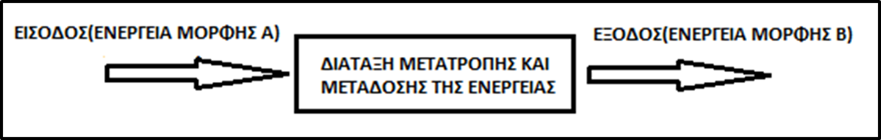 ΕΙΣΟΔΟΣ(ΕΝΕΡΓΕΙΑ ΜΟΡΦΗΣ Α)
ΔΙΑΤΑΞΗ ΜΕΤΑΤΡΟΠΗΣ ΚΑΙ
ΜΕΤΑΔΟΣΗΣ ΤΗΣ ΕΝΕΡΓΕΙΑΣ
ΕΞΟΔΟΣ(ΕΝΕΡΓΕΙΑ ΜΟΡΦΗΣ Β)